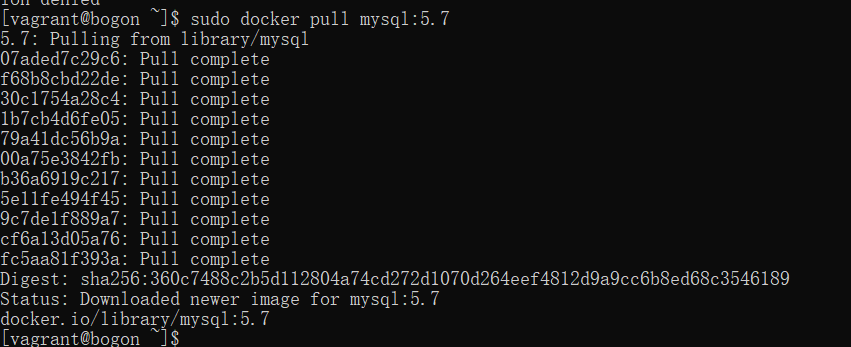 ion denied
[vagrant@bogon ~]$ sudo docker pull mysql:5.7
5.7: Pulling from library/mysql
07aded7c29c6: Pull complete
f68b8cbd22de: Pull complete
30c1754a28c4: Pull complete
1b7cb4d6fe05: Pull complete
79a41dc56b9a: Pull complete
00a75e3842fb: Pull complete
b36a6919c217: Pull complete
5e11fe494f45: Pull complete
9c7de1f889a7: Pull complete
cf6a13d05a76: Pull complete
fc5aa81f393a: Pull complete
Digest: sha256:360c7488c2b5d112804a74cd272d1070d264eef4812d9a9cc6b8ed68c3546189
Status: Downloaded newer image for mysql:5.7
docker.io/library/mysql:5.7
[vagrant@bogon ~]$